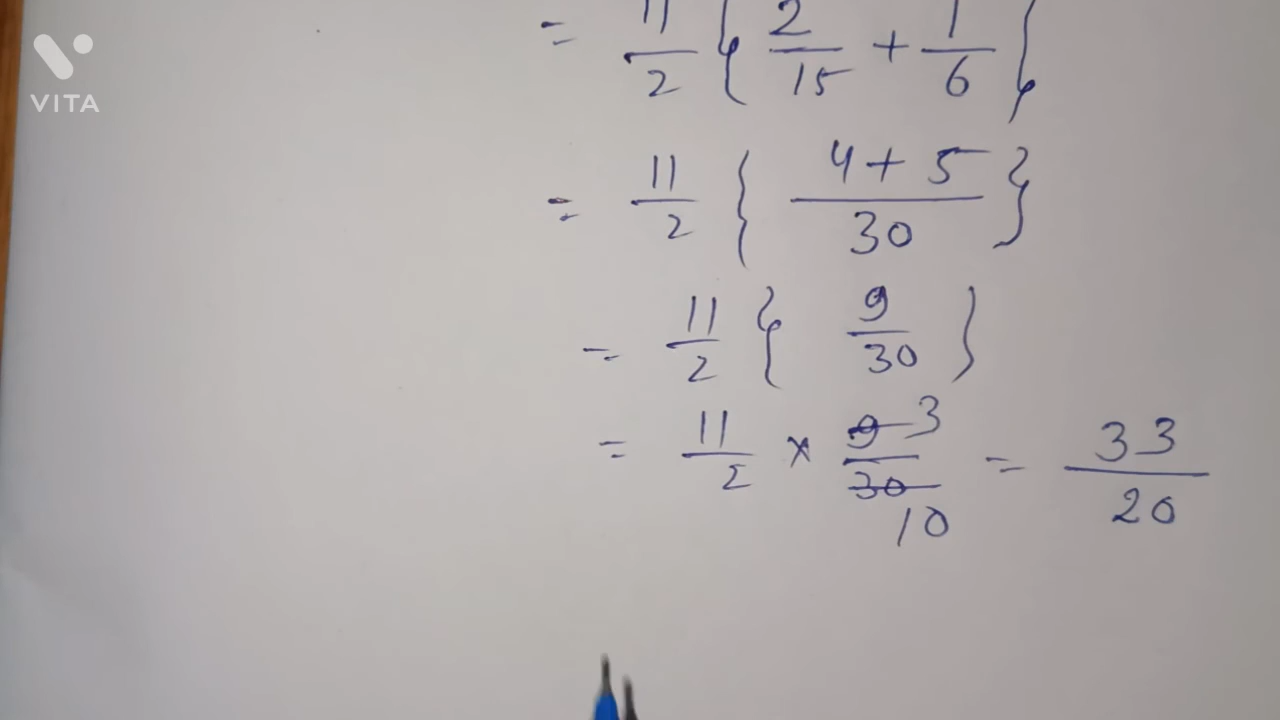 VITA
= 11/2 { 2/15 + 1/6 }
= 11/2 { 4+5/30 }
= 11/2 { 9/30 }
= 11/2 × 9 3/30 10 = 33/20